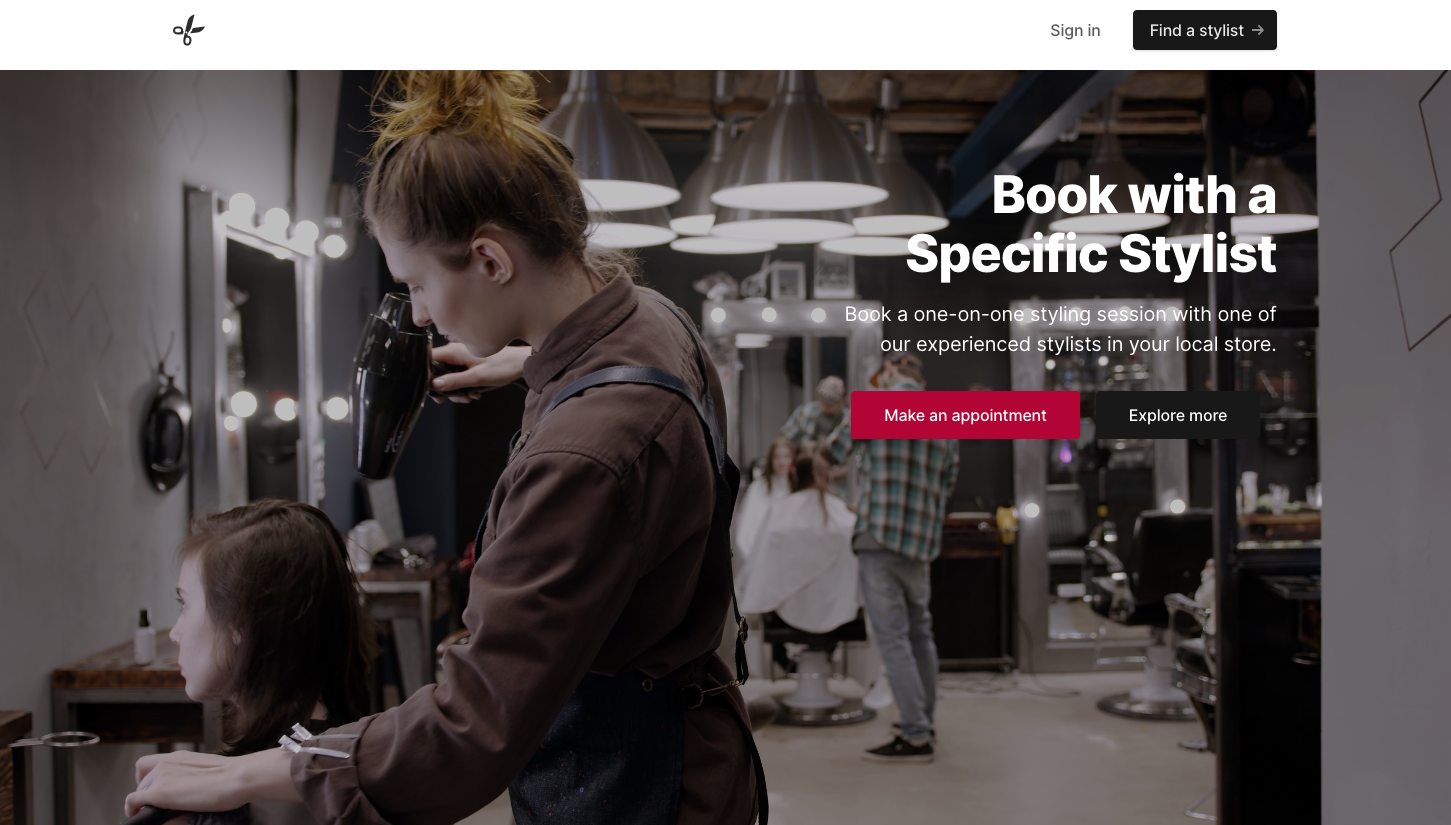 Sign in
Find a stylist →
Book with a
Specific Stylist
Book a one-on-one styling session with one of
our experienced stylists in your local store.
Make an appointment
Explore more